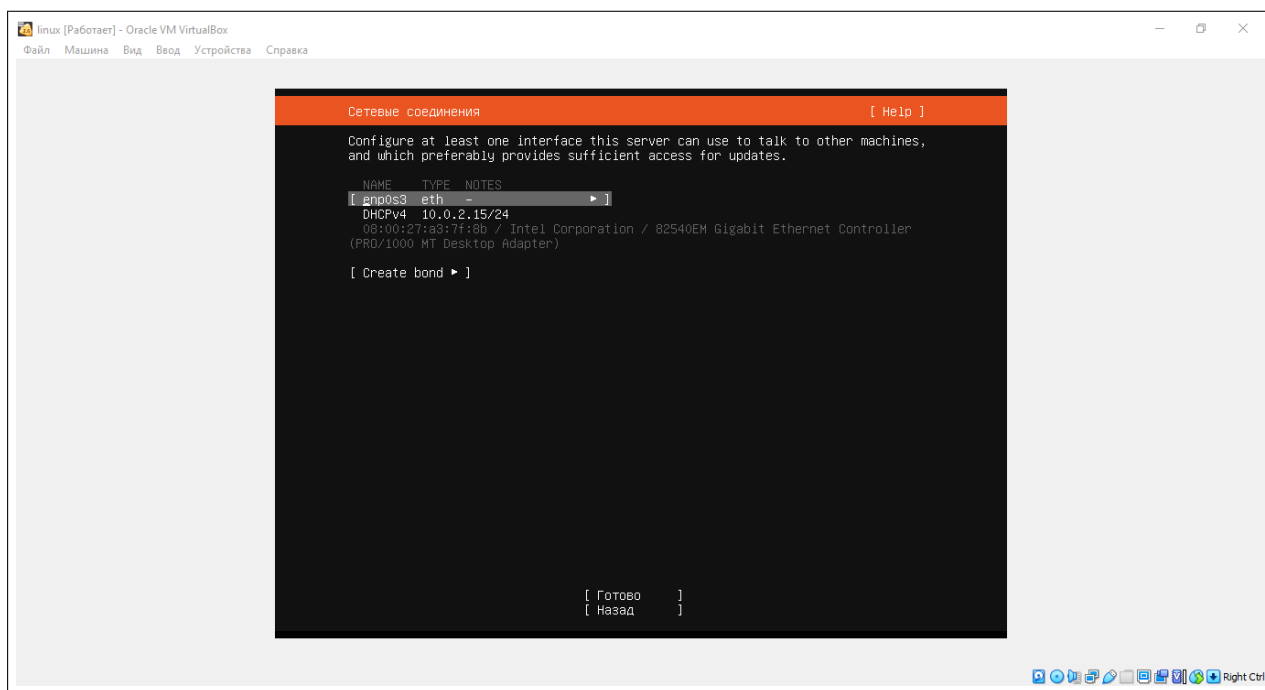 linux [Работает] - Oracle VM VirtualBox
Файл Машина Вид Ввод Устройства Справка
Сетевые соединения [ Help ]
Configure at least one interface this server can use to talk to other machines,
and which preferably provides sufficient access for updates.
NAME TYPE NOTES
[ enp0s3 eth - ▸ ]
DHCPv4 10.0.2.15/24
08:00:27:a3:7f:8b / Intel Corporation / 82540EM Gigabit Ethernet Controller
(PRO/1000 MT Desktop Adapter)
[ Create bond ▸ ]
[ Готово ]
[ Назад ]
Right Ctrl